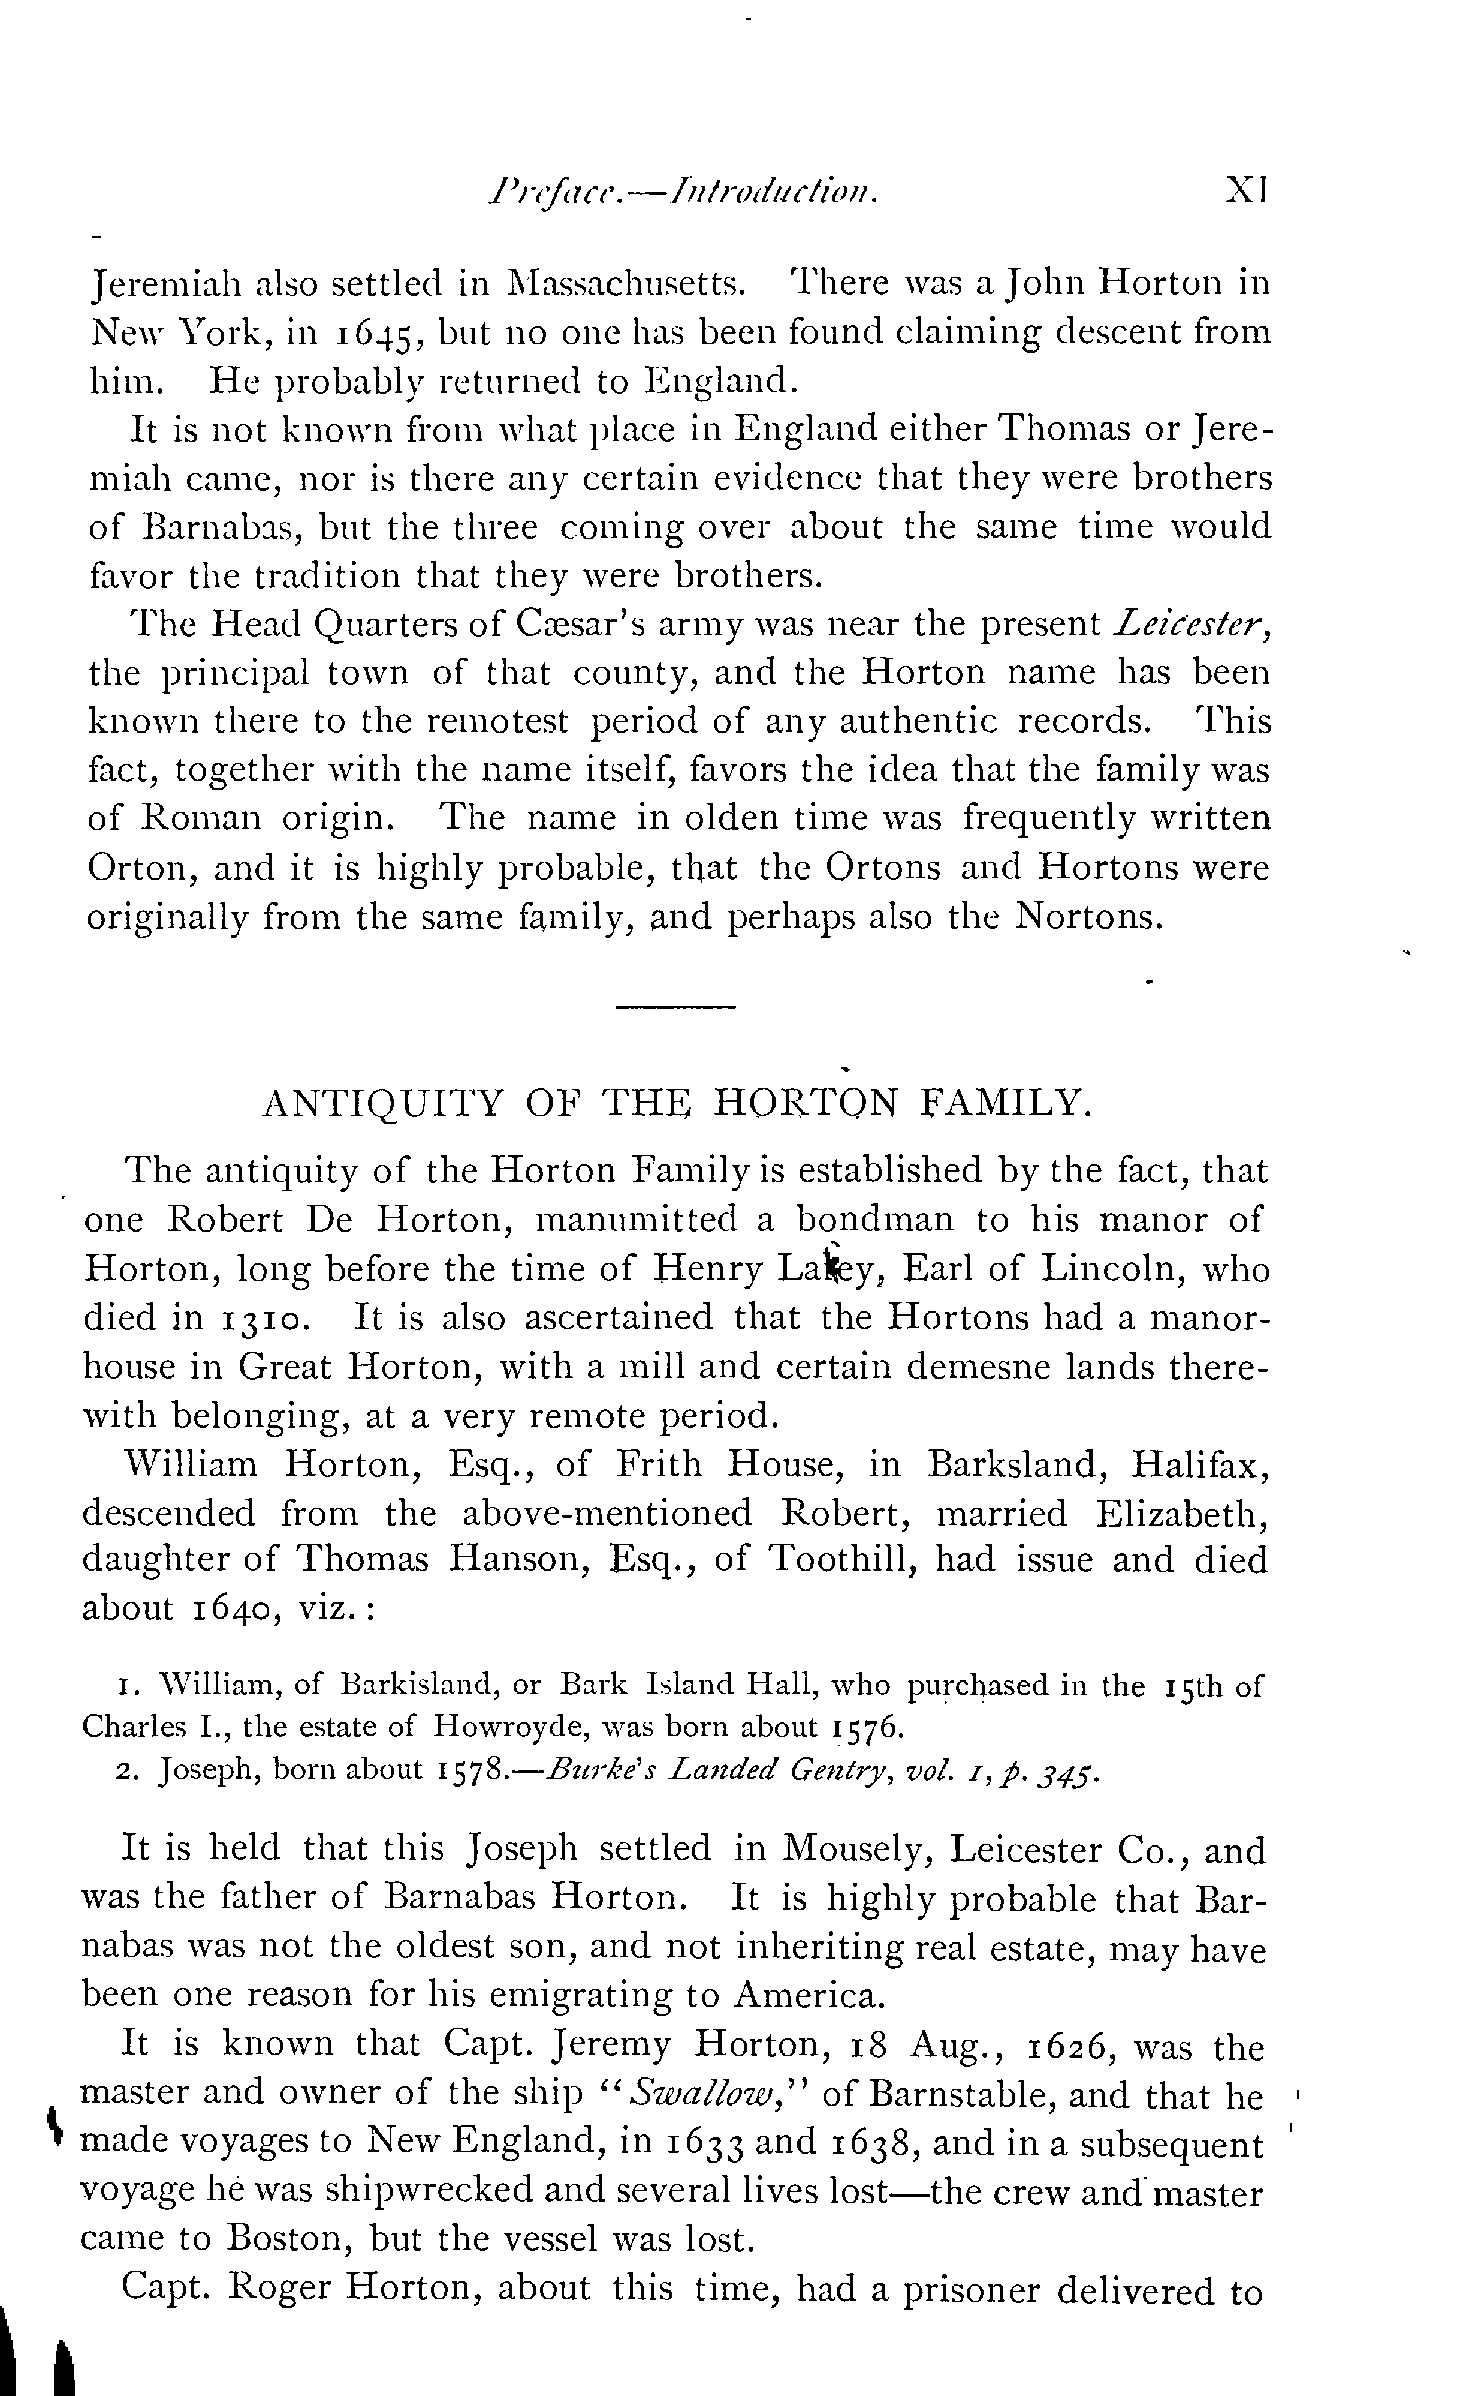 Preface.—Introduction. XI
Jeremiah also settled in Massachusetts. There was a John Horton in
New York, in 1645, but no one has been found claiming descent from
him. He probably returned to England.
It is not known from what place in England either Thomas or Jere-
miah came, nor is there any certain evidence that they were brothers
of Barnabas, but the three coming over about the same time would
favor the tradition that they were brothers.
The Head Quarters of Cæsar's army was near the present Leicester,
the principal town of that county, and the Horton name has been
known there to the remotest period of any authentic records. This
fact, together with the name itself, favors the idea that the family was
of Roman origin. The name in olden time was frequently written
Orton, and it is highly probable, that the Ortons and Hortons were
originally from the same family, and perhaps also the Nortons.
ANTIQUITY OF THE HORTON FAMILY.
The antiquity of the Horton Family is established by the fact, that
one Robert De Horton, manumitted a bondman to his manor of
Horton, long before the time of Henry Earl of Lincoln, who
died in 1310. It is also ascertained that the Hortons had a manor-
house in Great Horton, with a mill and certain demesne lands there-
with belonging, at a very remote period.
William Horton, Esq., of Frith House, in Barksland, Halifax,
descended from the above-mentioned Robert, married Elizabeth,
daughter of Thomas Hanson, Esq., of Toothill, had issue and died
about 1640, viz. :
1. William, of Barkisland, or Bark Island Hall, who purchased in the 15th of
Charles I., the estate of Howroyde, was born about 1576.
2. Joseph, born about 1578.—Burke's Landed Gentry, vol. 1, p. 345.
It is held that this Joseph settled in Mousely, Leicester Co., and
was the father of Barnabas Horton. It is highly probable that Bar-
nabas was not the oldest son, and not inheriting real estate, may have
been one reason for his emigrating to America.
It is known that Capt. Jeremy Horton, 18 Aug., 1626, was the
master and owner of the ship "Swallow," of Barnstable, and that he
made voyages to New England, in 1633 and 1638, and in a subsequent
voyage he was shipwrecked and several lives lost—the crew and master
came to Boston, but the vessel was lost.
Capt. Roger Horton, about this time, had a prisoner delivered to